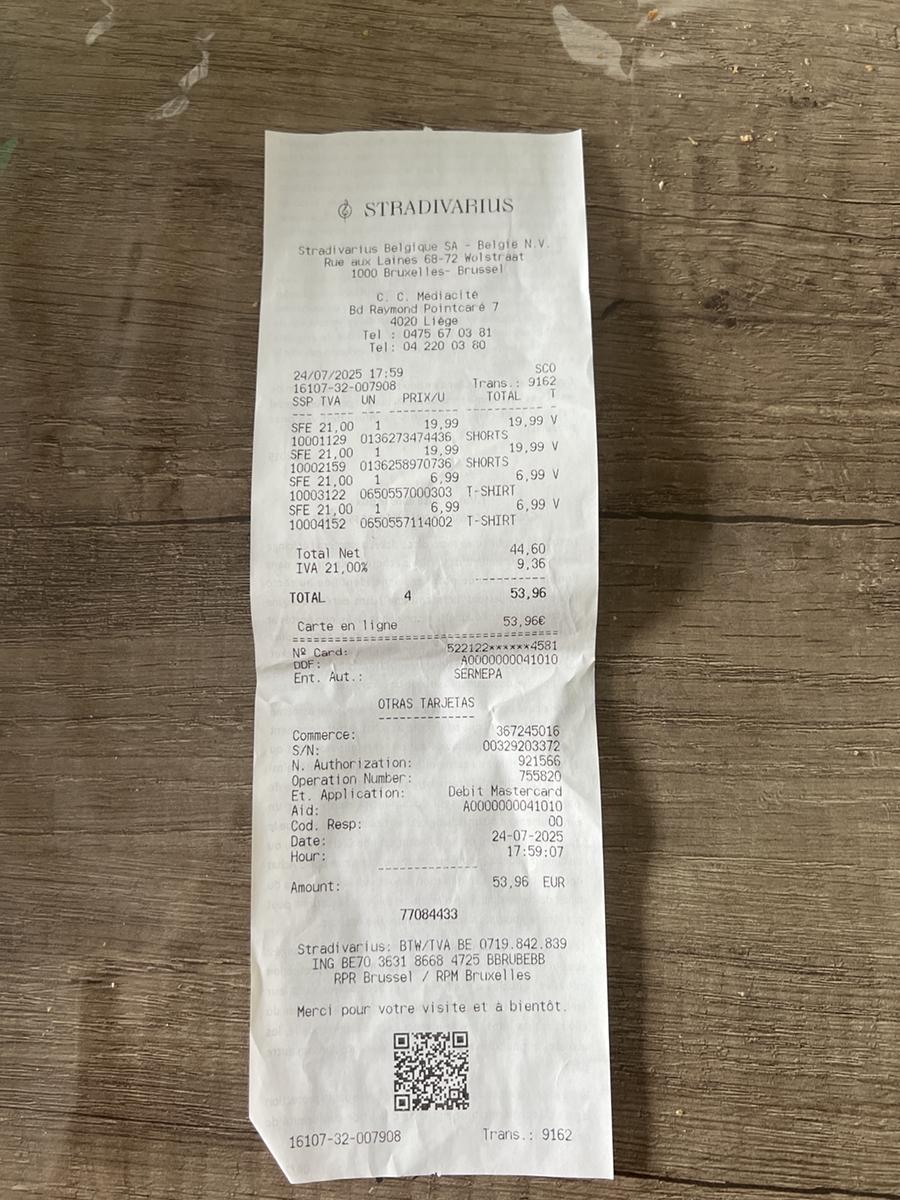 STRADIVARIUS
Stradivarius Belgique SA - Belgie N.V.
Rue aux Laines 68-72 Wolstraat
1000 Bruxelles- Brussel
C. C. Médiacité
Bd Raymond Pointcaré 7
4020 Liége
Tel : 0475 67 03 81
Tel: 04 220 03 80
24/07/2025 17:59 SCO
16107-32-007908 Trans.: 9162
SSP TVA UN PRIX/U TOTAL T
--- --- --- --- --- ---
SFE 21,00 1 19,99 19,99 V
10001129 0136273474436 SHORTS
SFE 21,00 1 19,99 19,99 V
10002159 0136258970736 SHORTS
SFE 21,00 1 6,99 6,99 V
10003122 0650557000303 T-SHIRT
SFE 21,00 1 6,99 6,99 V
10004152 0650557114002 T-SHIRT
Total Net 44,60
IVA 21,00% 9,36
----------
TOTAL 4 53,96
Carte en ligne 53,96€
========================================
Nº Card: 522122******4581
DDF: A0000000041010
Ent. Aut.: SERMEPA
OTRAS TARJETAS
--------------
Commerce: 367245016
S/N: 00329203372
N. Authorization: 921566
Operation Number: 755820
Et. Application: Debit Mastercard
Aid: A0000000041010
Cod. Resp: 00
Date: 24-07-2025
Hour: 17:59:07
--------------
Amount: 53,96 EUR
77084433
Stradivarius: BTW/TVA BE 0719.842.839
ING BE70 3631 8668 4725 BBRUBEBB
RPR Brussel / RPM Bruxelles
Merci pour votre visite et à bientôt.
16107-32-007908 Trans.: 9162